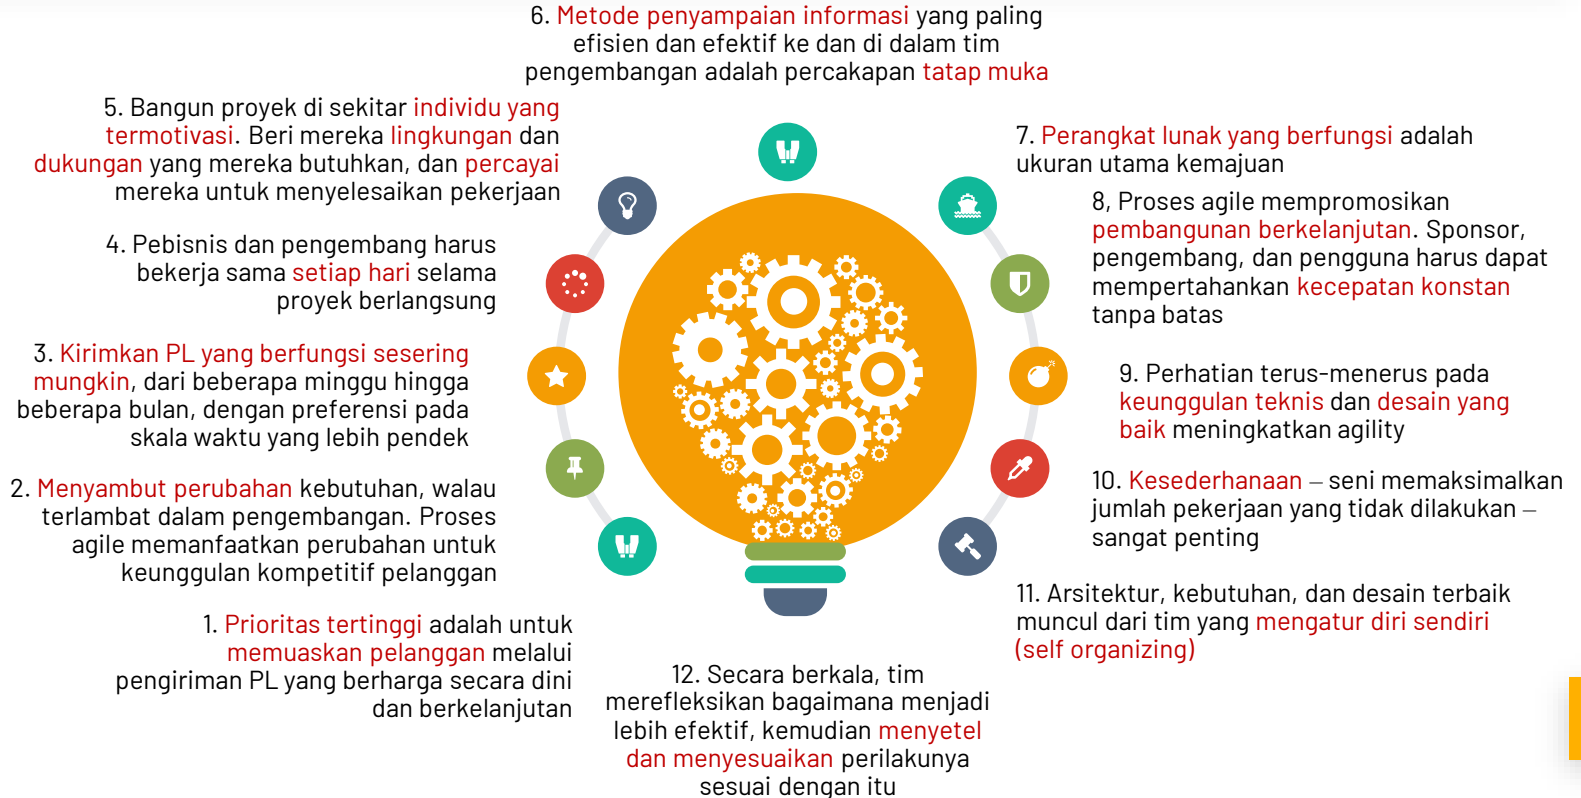 6. Metode penyampaian informasi yang paling
efisien dan efektif ke dan di dalam tim
pengembangan adalah percakapan tatap muka
5. Bangun proyek di sekitar individu yang
termotivasi. Beri mereka lingkungan dan
dukungan yang mereka butuhkan, dan percayai
mereka untuk menyelesaikan pekerjaan
4. Pebisnis dan pengembang harus
bekerja sama setiap hari selama
proyek berlangsung
3. Kirimkan PL yang berfungsi sesering
mungkin, dari beberapa minggu hingga
beberapa bulan, dengan preferensi pada
skala waktu yang lebih pendek
2. Menyambut perubahan kebutuhan, walau
terlambat dalam pengembangan. Proses
agile memanfaatkan perubahan untuk
keunggulan kompetitif pelanggan
1. Prioritas tertinggi adalah untuk
memuaskan pelanggan melalui
pengiriman PL yang berharga secara dini
dan berkelanjutan
7. Perangkat lunak yang berfungsi adalah
ukuran utama kemajuan
8, Proses agile mempromosikan
pembangunan berkelanjutan. Sponsor,
pengembang, dan pengguna harus dapat
mempertahankan kecepatan konstan
tanpa batas
9. Perhatian terus-menerus pada
keunggulan teknis dan desain yang
baik meningkatkan agility
10. Kesederhanaan – seni memaksimalkan
jumlah pekerjaan yang tidak dilakukan –
sangat penting
11. Arsitektur, kebutuhan, dan desain terbaik
muncul dari tim yang mengatur diri sendiri
(self organizing)
12. Secara berkala, tim
merefleksikan bagaimana menjadi
lebih efektif, kemudian menyetel
dan menyesuaikan perilakunya
sesuai dengan itu